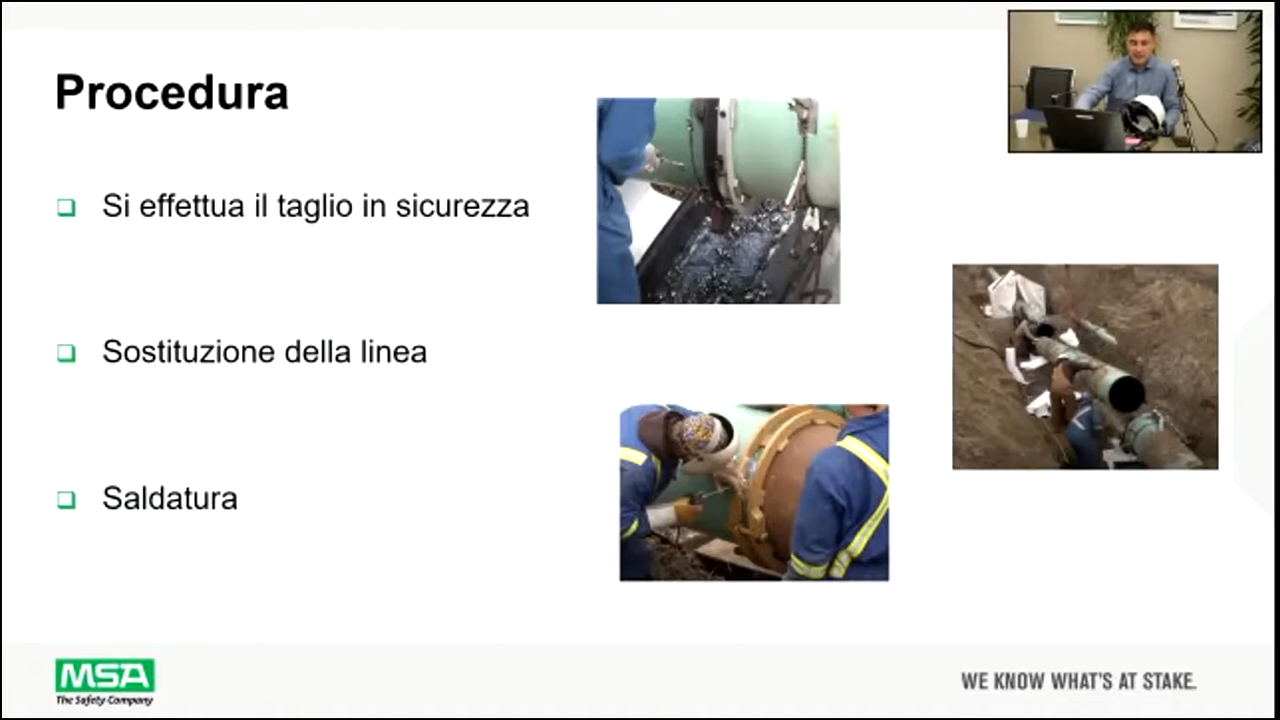 Procedura
Si effettua il taglio in sicurezza
Sostituzione della linea
Saldatura
MSA
The Safety Company
WE KNOW WHAT'S AT STAKE.